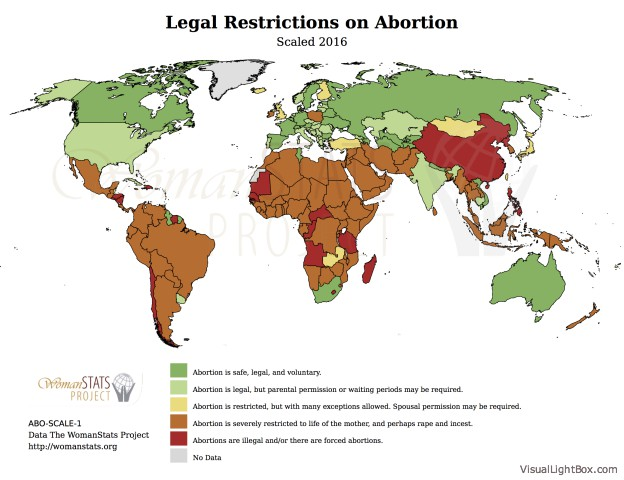 Legal Restrictions on Abortion
Scaled 2016
WomanStats
PROJECT
Abortion is safe, legal, and voluntary.
Abortion is legal, but parental permission or waiting periods may be required.
Abortion is restricted, but with many exceptions allowed. Spousal permission may be required.
Abortion is severely restricted to life of the mother, and perhaps rape and incest.
Abortions are illegal and/or there are forced abortions.
No Data
WomanSTATS
PROJECT
ABO-SCALE-1
Data The WomanStats Project
http://womanstats.org
VisualLightBox.com